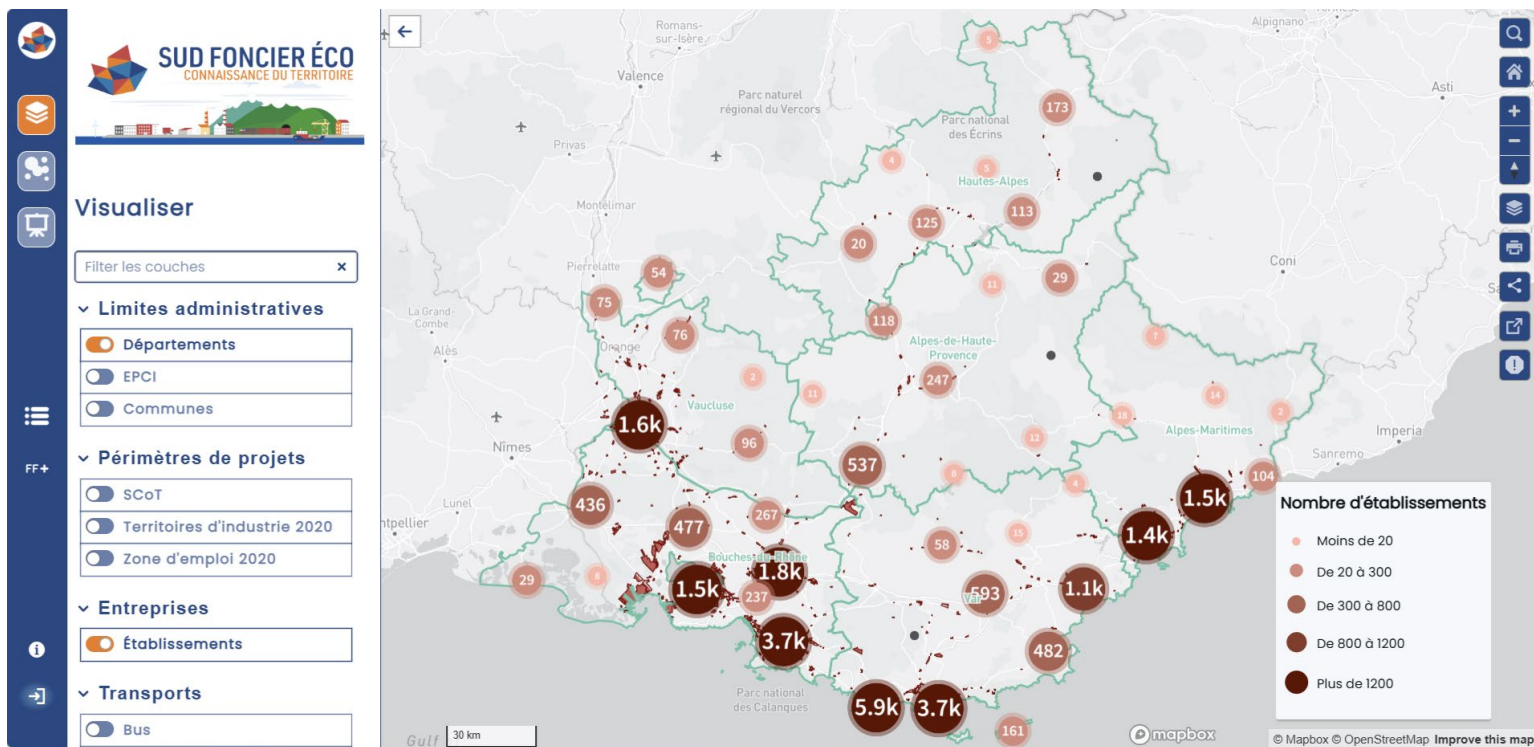 SUD FONCIER ÉCO
CONNAISSANCE DU TERRITOIRE
Visualiser
Filter les couches
Limites administratives
Départements
EPCI
Communes
Périmètres de projets
SCoT
Territoires d'industrie 2020
Zone d'emploi 2020
Entreprises
Établissements
Transports
Bus
FF+
Romans-
sur-Isère
Valence
Parc naturel
régional du Vercors
Privas
Montélimar
Pierrelatte
La Grand-
Combe
Alès
Orange
Nîmes
Lunel
ntpellier
Vaucluse
Bouches-du-Rhône
Parc national
des Écrins
Hautes-Alpes
Alpes-de-Haute-
Provence
Alpes-Maritimes
Var
Parc national
des Calanques
Alpignano
Asti
Coni
Imperia
Sanremo
Gulf
5
173
4
5
113
125
20
54
75
118
11
29
76
7
2
11
247
14
2
18
1.6k
96
12
537
8
4
104
1.5k
436
477
267
58
15
1.4k
29
1.5k
1.8k
237
593
1.1k
3.7k
482
5.9k
3.7k
161
Nombre d'établissements
Moins de 20
De 20 à 300
De 300 à 800
De 800 à 1200
Plus de 1200
30 km
mapbox
© Mapbox © OpenStreetMap Improve this map